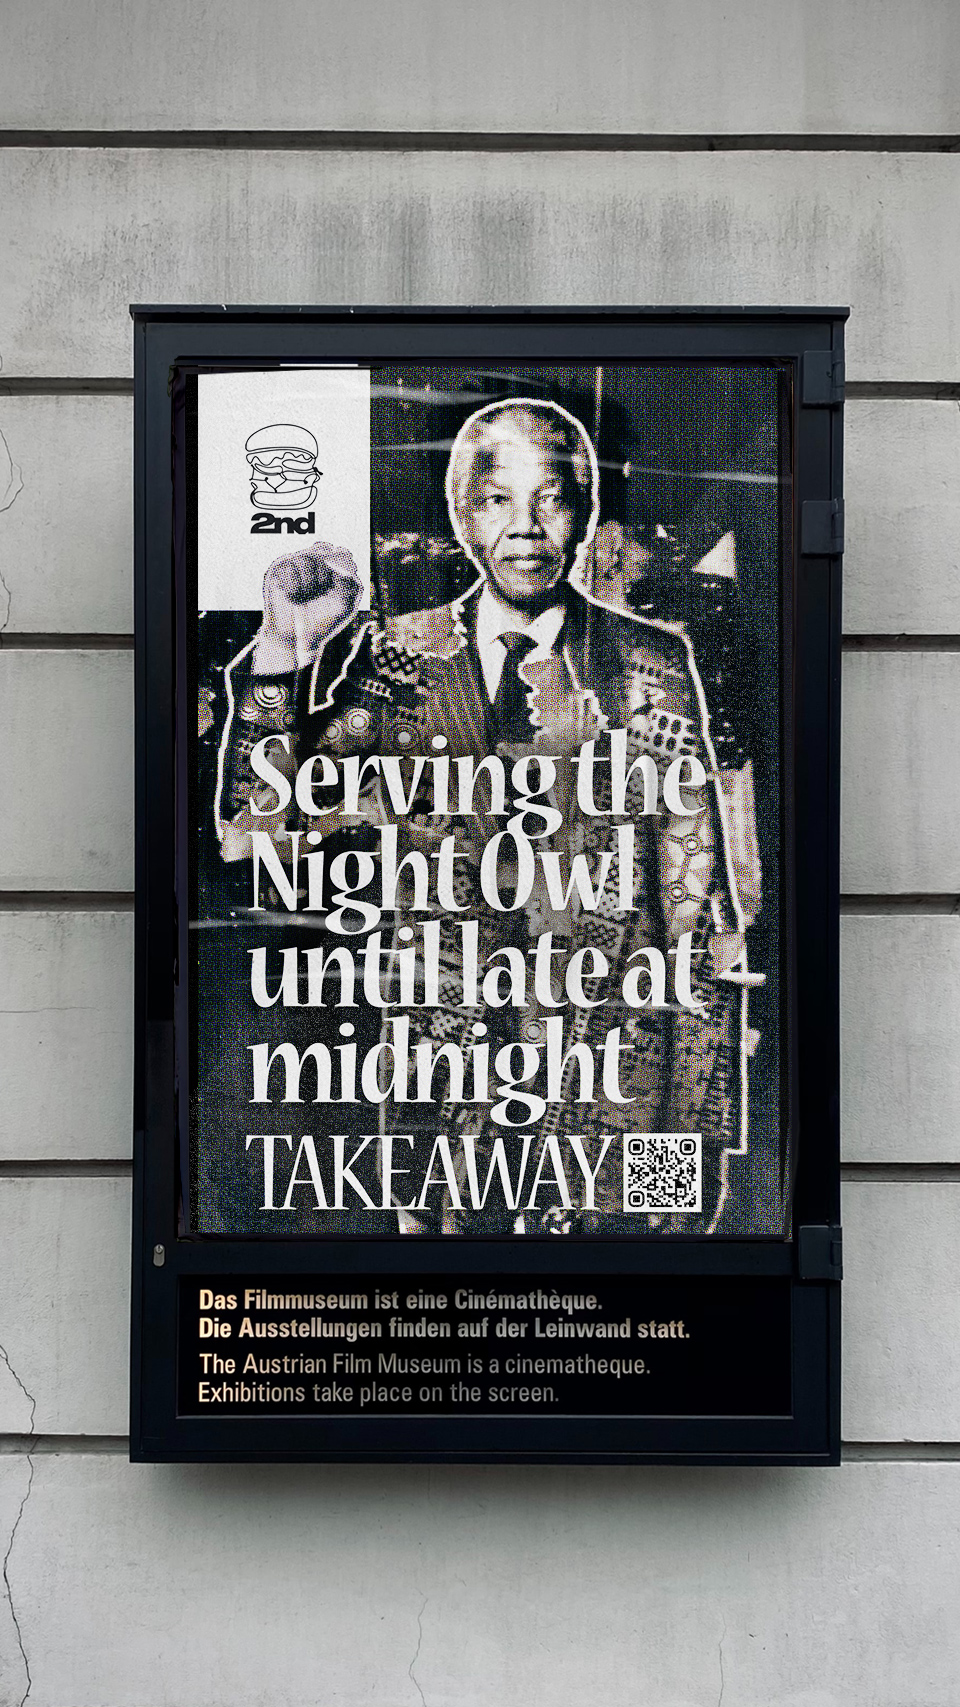 2nd
Serving the
Night Owl
until late at
midnight
TAKEAWAY
Das Filmmuseum ist eine Cinémathèque.
Die Ausstellungen finden auf der Leinwand statt.
The Austrian Film Museum is a cinematheque.
Exhibitions take place on the screen.